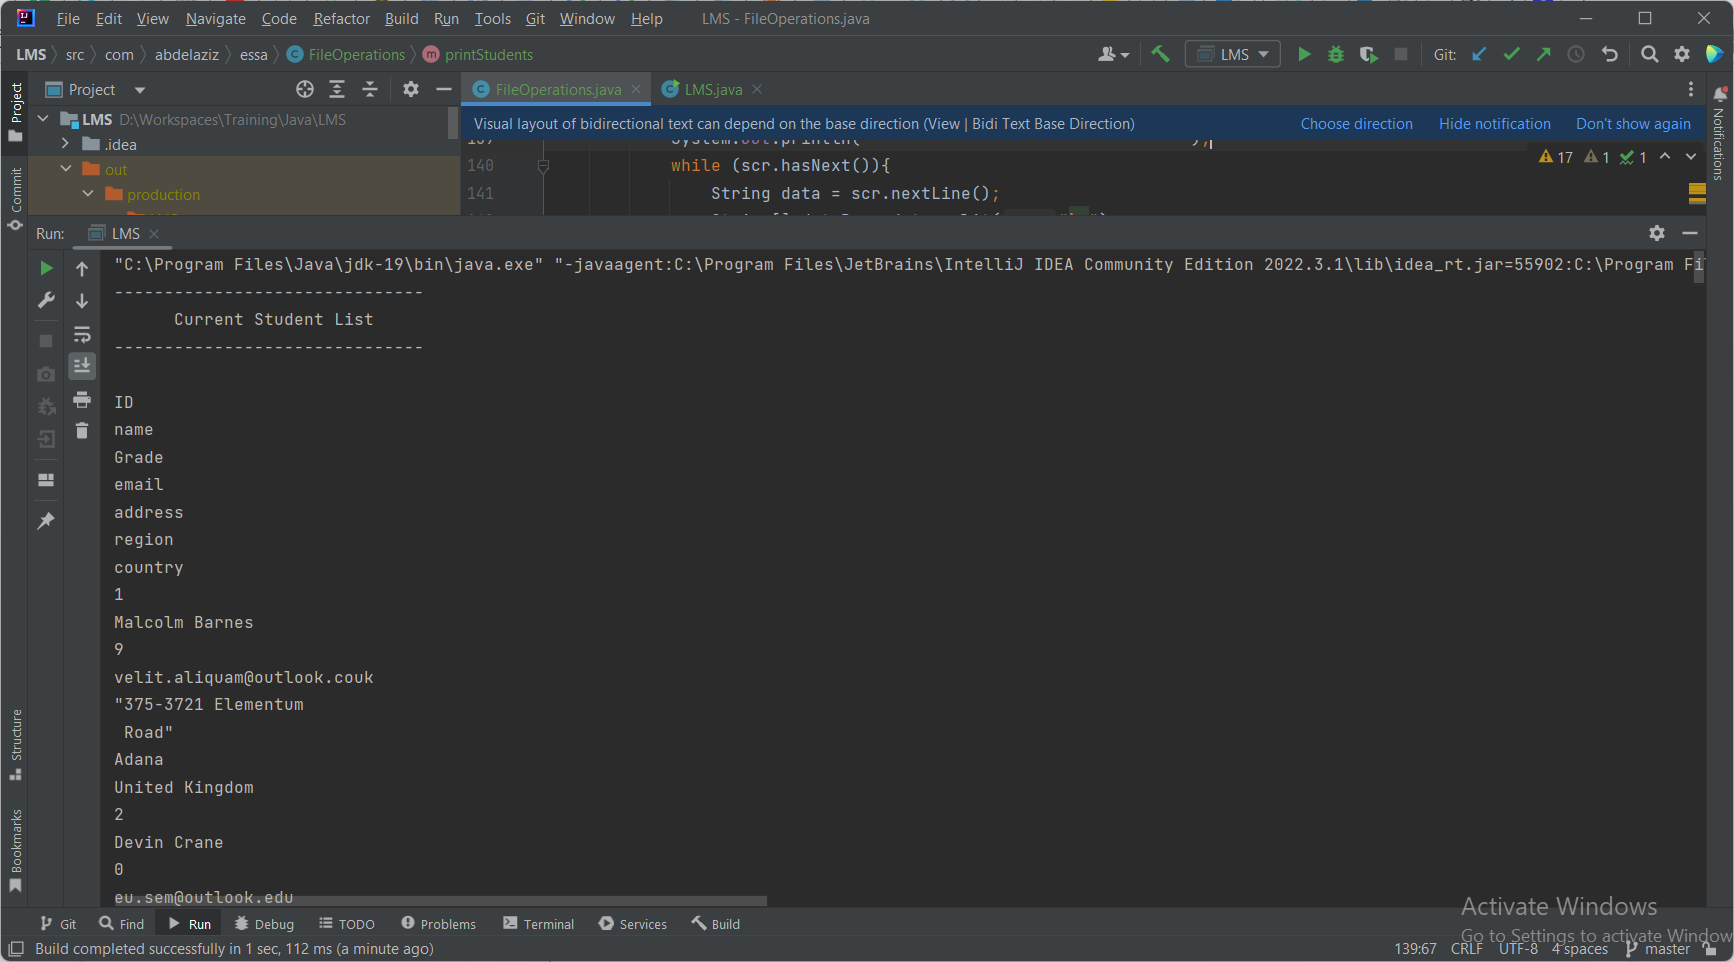 File Edit View Navigate Code Refactor Build Run Tools Git Window Help LMS - FileOperations.java
LMS src com abdelaziz essa FileOperations printStudents LMS Git:
Project
Project
FileOperations.java LMS.java
LMS D:\Workspaces\Training\Java\LMS
.idea
out
production
Visual layout of bidirectional text can depend on the base direction (View | Bidi Text Base Direction) Choose direction Hide notification Don't show again
139 System.out.println(
140 while (scr.hasNext()){
141 String data = scr.nextLine();
17 1 1
Notifications
Commit
Run: LMS
"C:\Program Files\Java\jdk-19\bin\java.exe" "-javaagent:C:\Program Files\JetBrains\IntelliJ IDEA Community Edition 2022.3.1\lib\idea_rt.jar=55902:C:\Program Fi
-------------------------------
Current Student List
-------------------------------
ID
name
Grade
email
address
region
country
1
Malcolm Barnes
9
velit.aliquam@outlook.couk
"375-3721 Elementum
Road"
Adana
United Kingdom
2
Devin Crane
0
eu.sem@outlook.edu
Structure
Bookmarks
Git Find Run Debug TODO Problems Terminal Services Build
Activate Windows
Go to Settings to activate Window
Build completed successfully in 1 sec, 112 ms (a minute ago) 139:67 CRLF UTF-8 4 spaces master